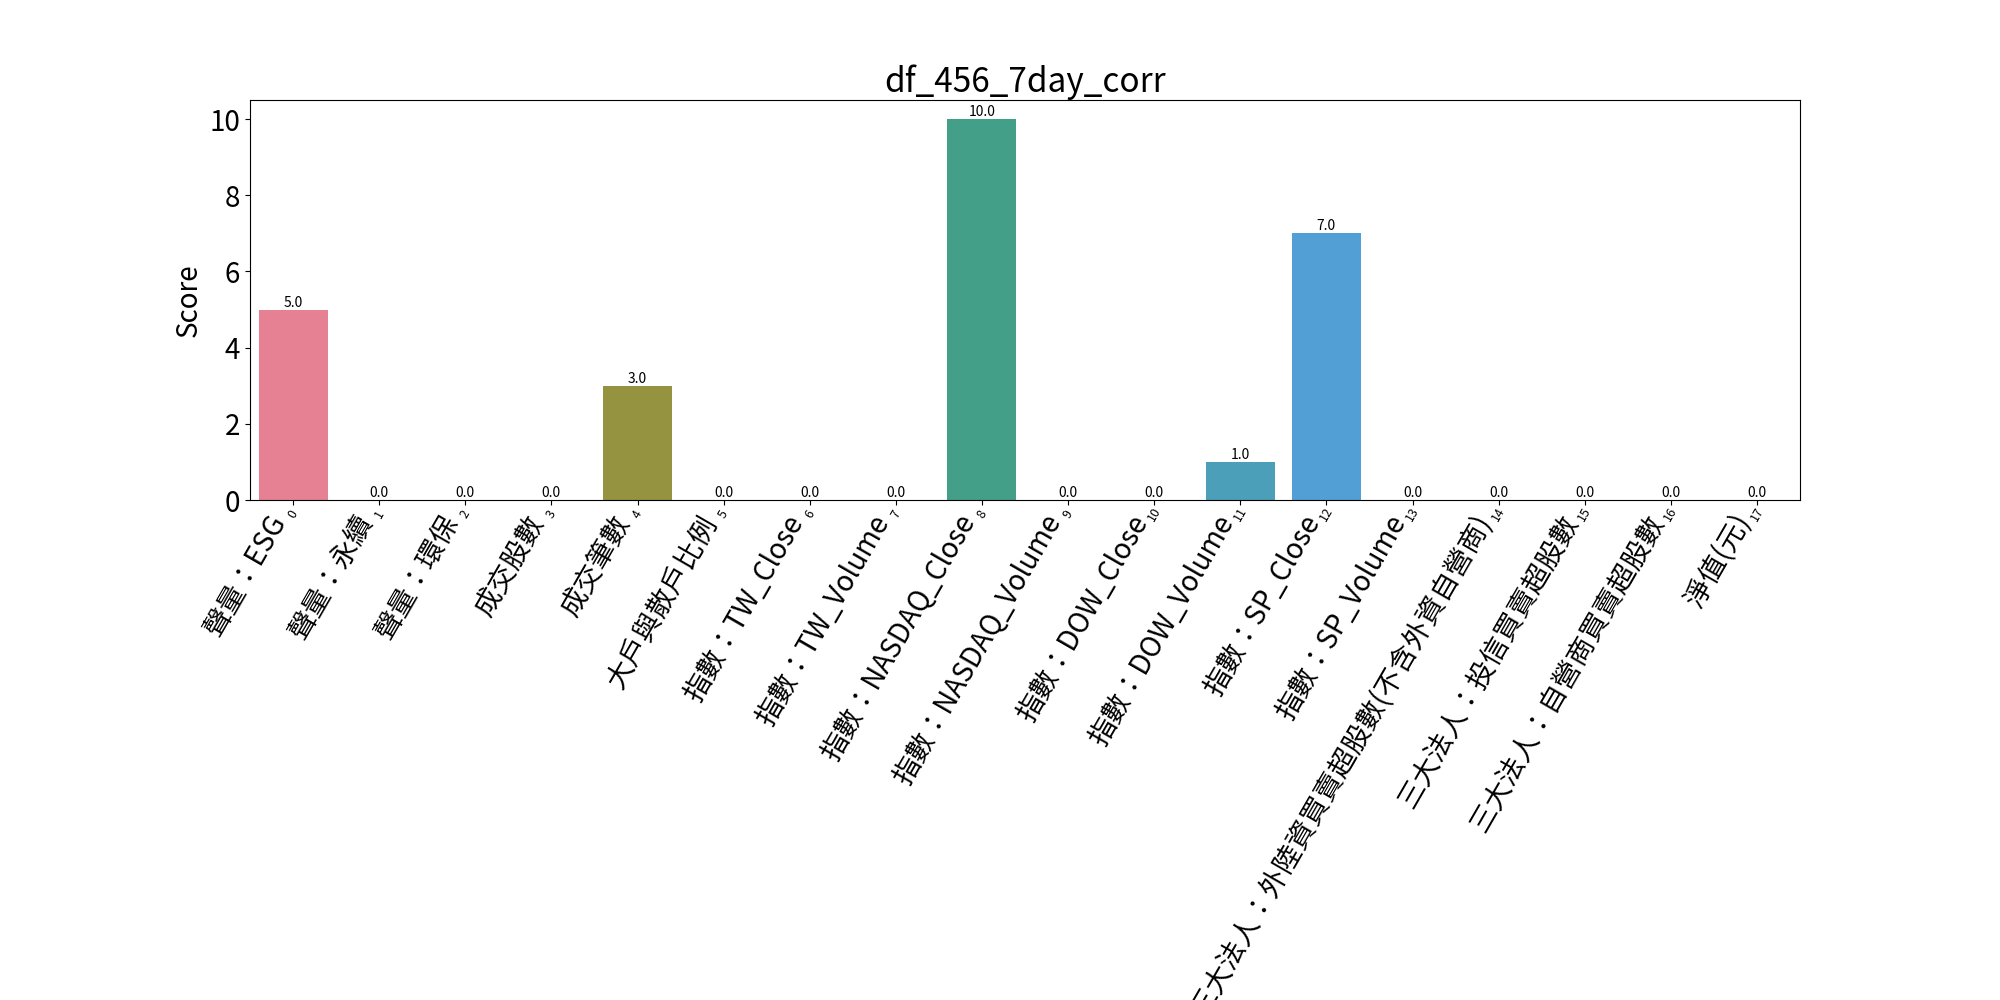 df_456_7day_corr
Score
10
8
6
4
2
0
5.0
0.0
0.0
0.0
3.0
0.0
0.0
0.0
10.0
0.0
0.0
1.0
7.0
0.0
0.0
0.0
0.0
0.0
0
1
2
3
4
5
6
7
8
9
10
11
12
13
14
15
16
17
聲量：ESG
聲量：永續
聲量：環保
成交股數
成交筆數
大戶與散戶比例
指數：TW_Close
指數：TW_Volume
指數：NASDAQ_Close
指數：NASDAQ_Volume
指數：DOW_Close
指數：DOW_Volume
指數：SP_Close
指數：SP_Volume
三大法人：外陸資買賣超股數(不含外資自營商)
三大法人：投信買賣超股數
三大法人：自營商買賣超股數
淨值(元)